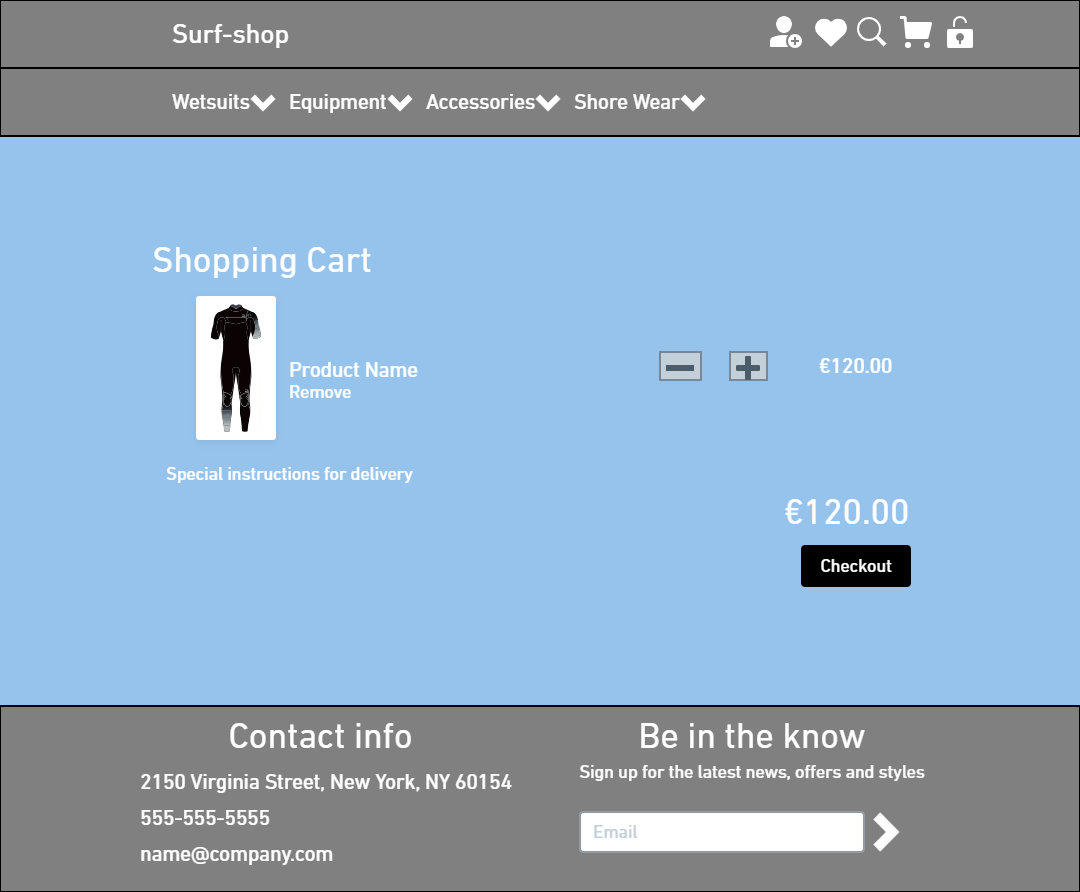 Surf-shop
Wetsuits Equipment Accessories Shore Wear
Shopping Cart
Product Name
Remove
€120.00
Special instructions for delivery
€120.00
Checkout
Contact info
2150 Virginia Street, New York, NY 60154
555-555-5555
name@company.com
Be in the know
Sign up for the latest news, offers and styles
Email